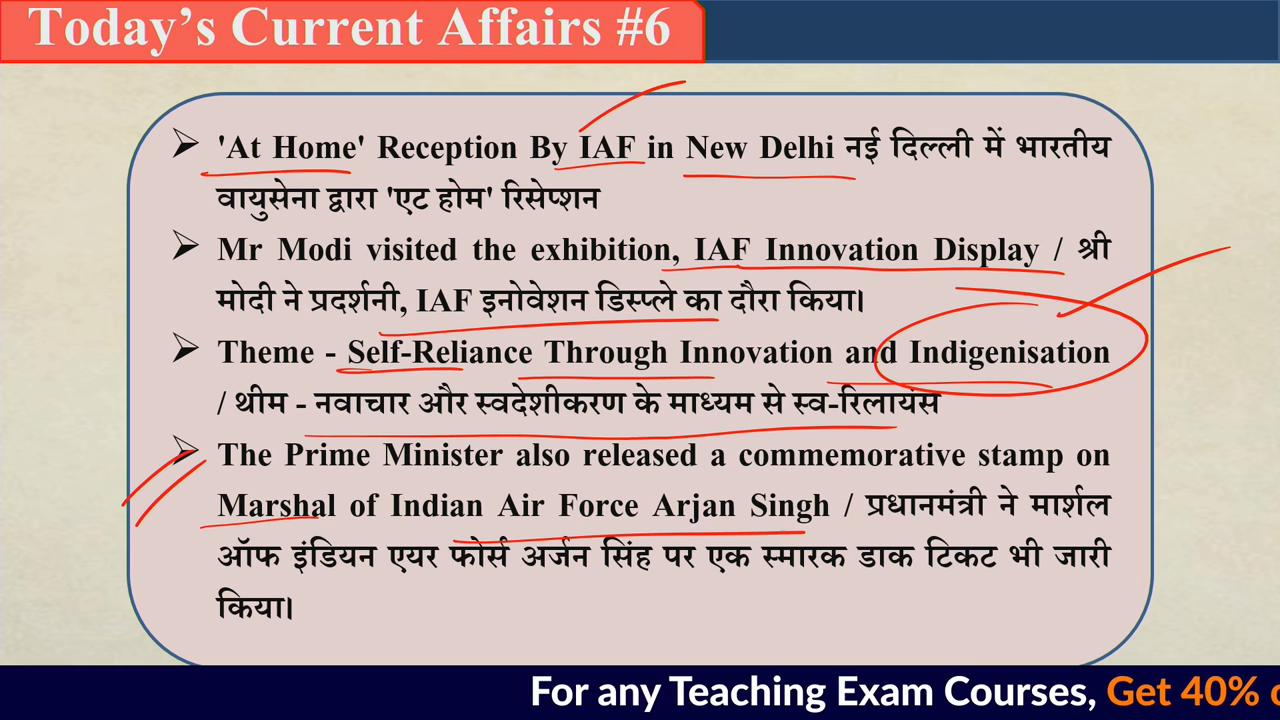 Today's Current Affairs #6
➢ 'At Home' Reception By IAF in New Delhi नई दिल्ली में भारतीय
वायुसेना द्वारा 'एट होम' रिसेप्शन
➢ Mr Modi visited the exhibition, IAF Innovation Display / श्री
मोदी ने प्रदर्शनी, IAF इनोवेशन डिस्प्ले का दौरा किया।
➢ Theme - Self-Reliance Through Innovation and Indigenisation
/ थीम - नवाचार और स्वदेशीकरण के माध्यम से स्व-रिलायंस
➢ The Prime Minister also released a commemorative stamp on
Marshal of Indian Air Force Arjan Singh / प्रधानमंत्री ने मार्शल
ऑफ इंडियन एयर फोर्स अर्जन सिंह पर एक स्मारक डाक टिकट भी जारी
किया।
For any Teaching Exam Courses, Get 40%